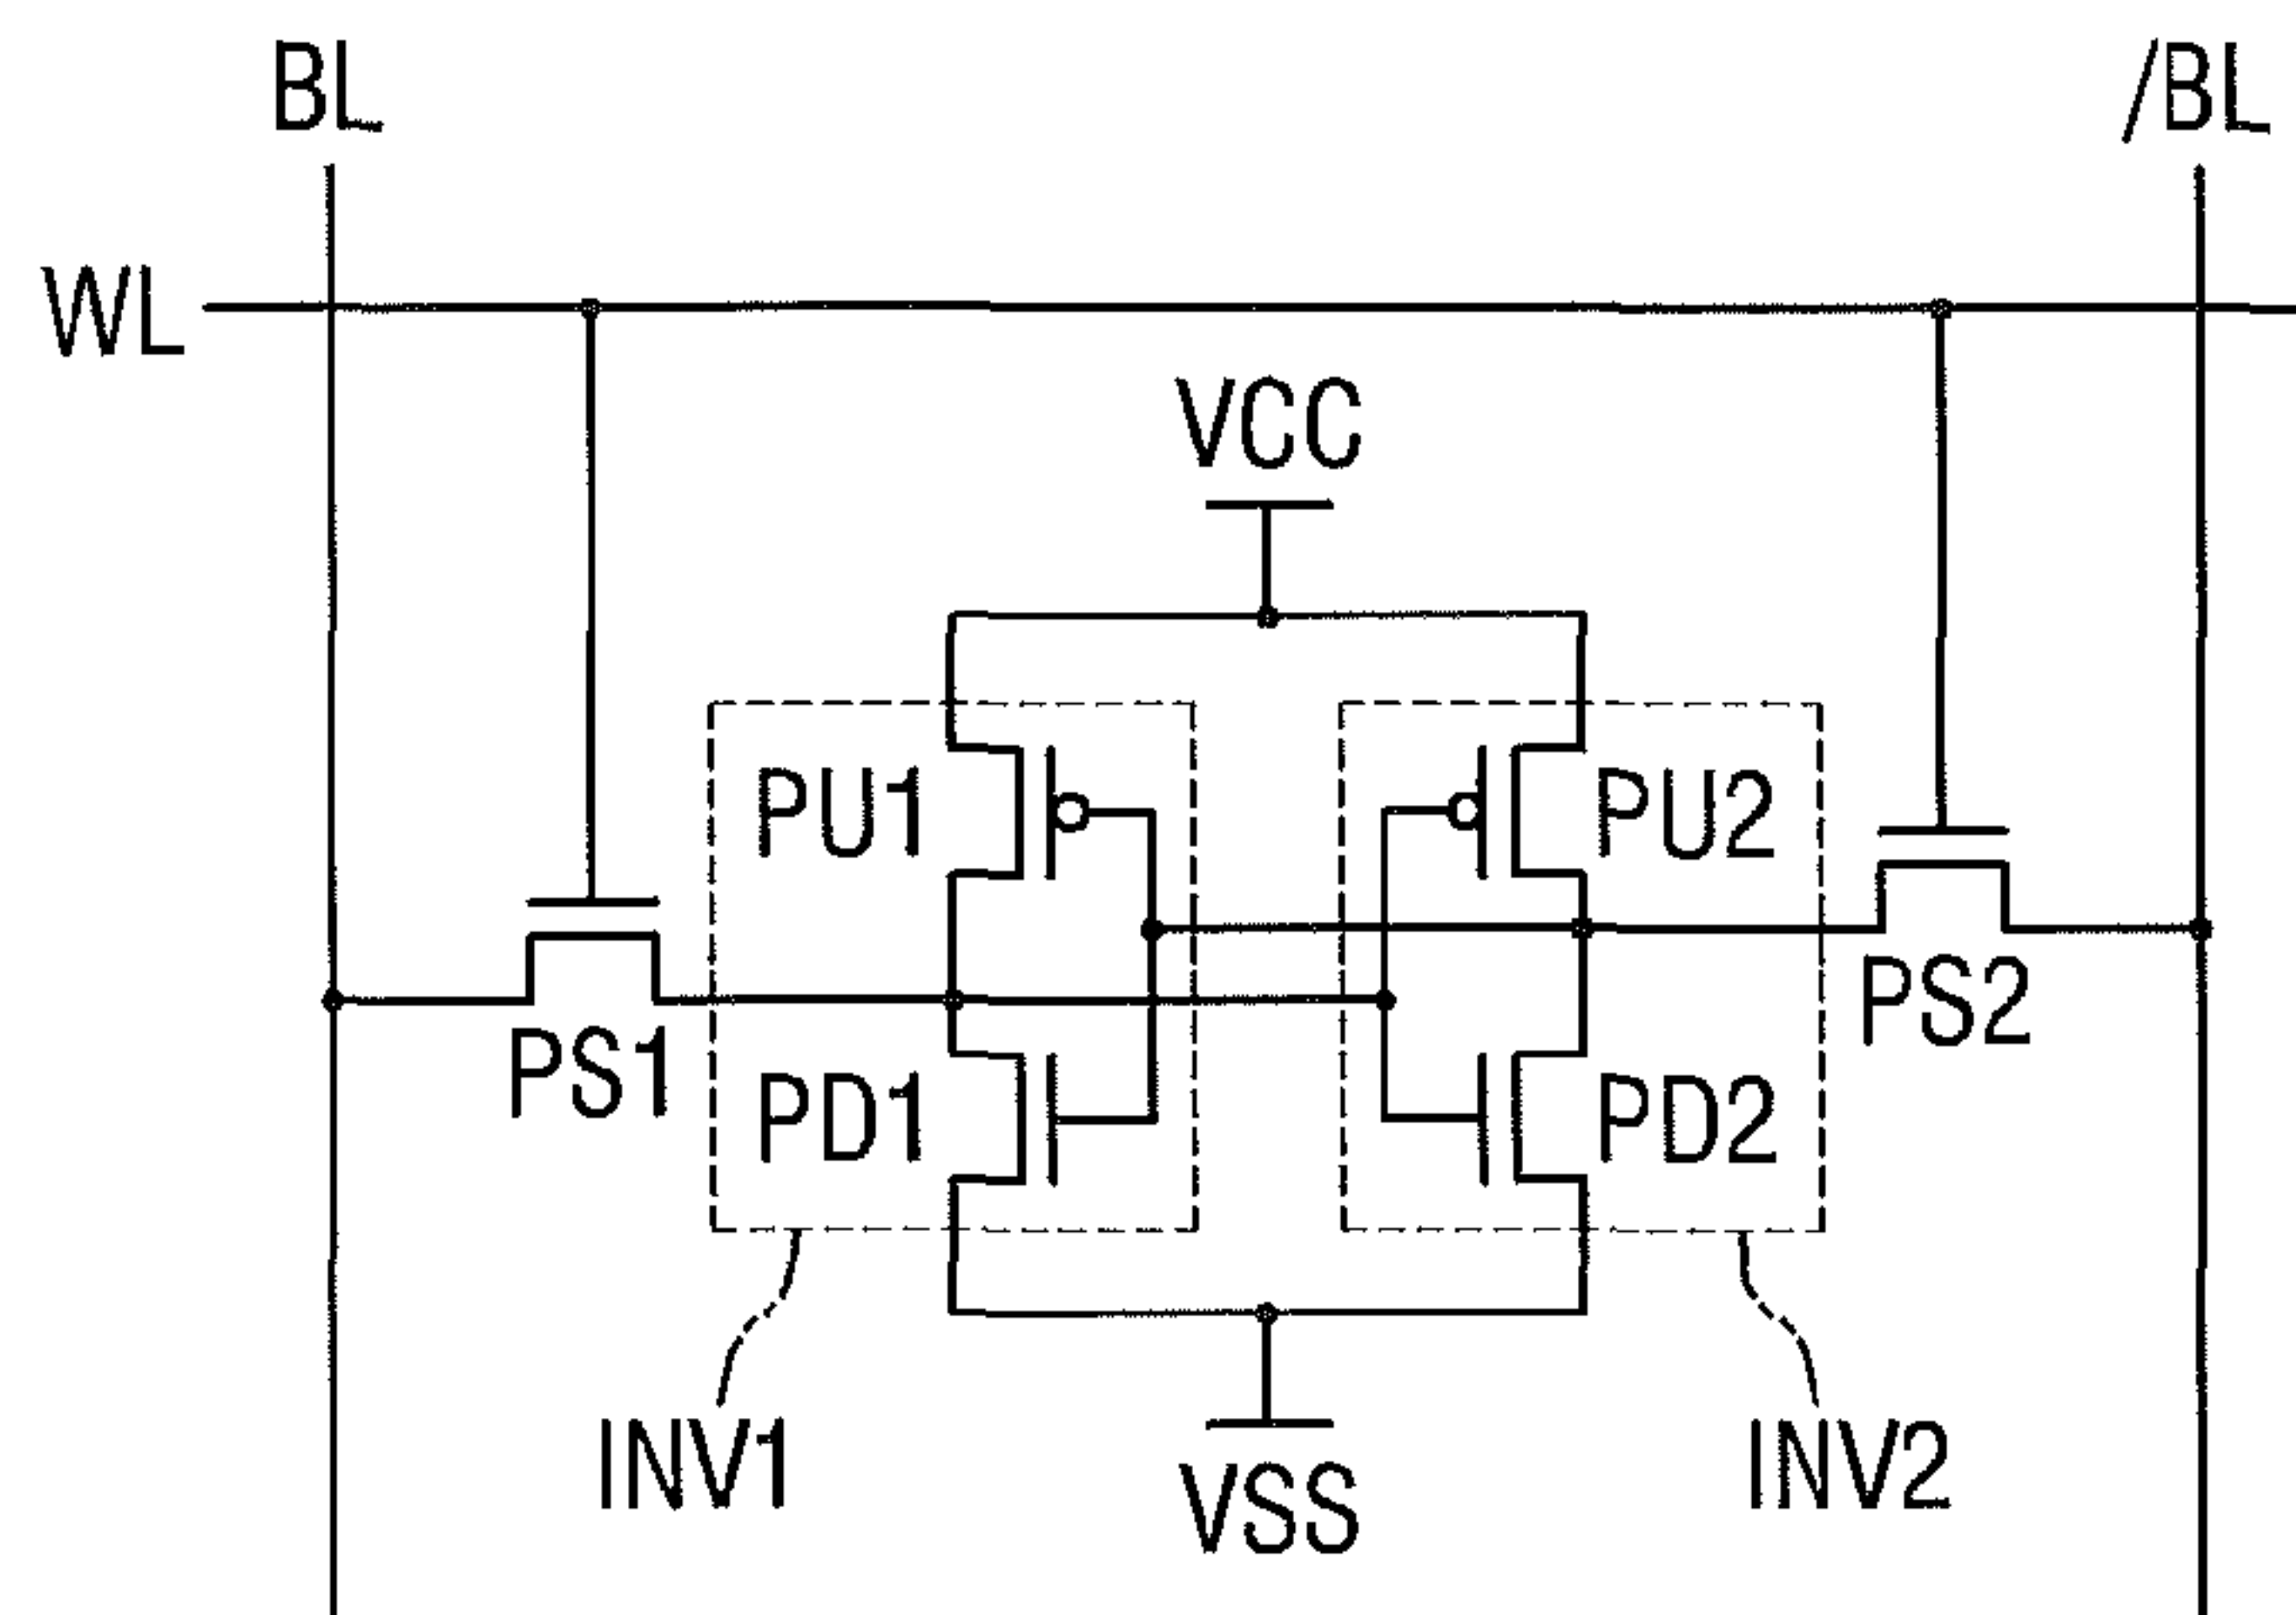 BL
/BL
WL
VCC
PU1
PU2
PS1
PS2
PD1
PD2
INV1
INV2
VSS